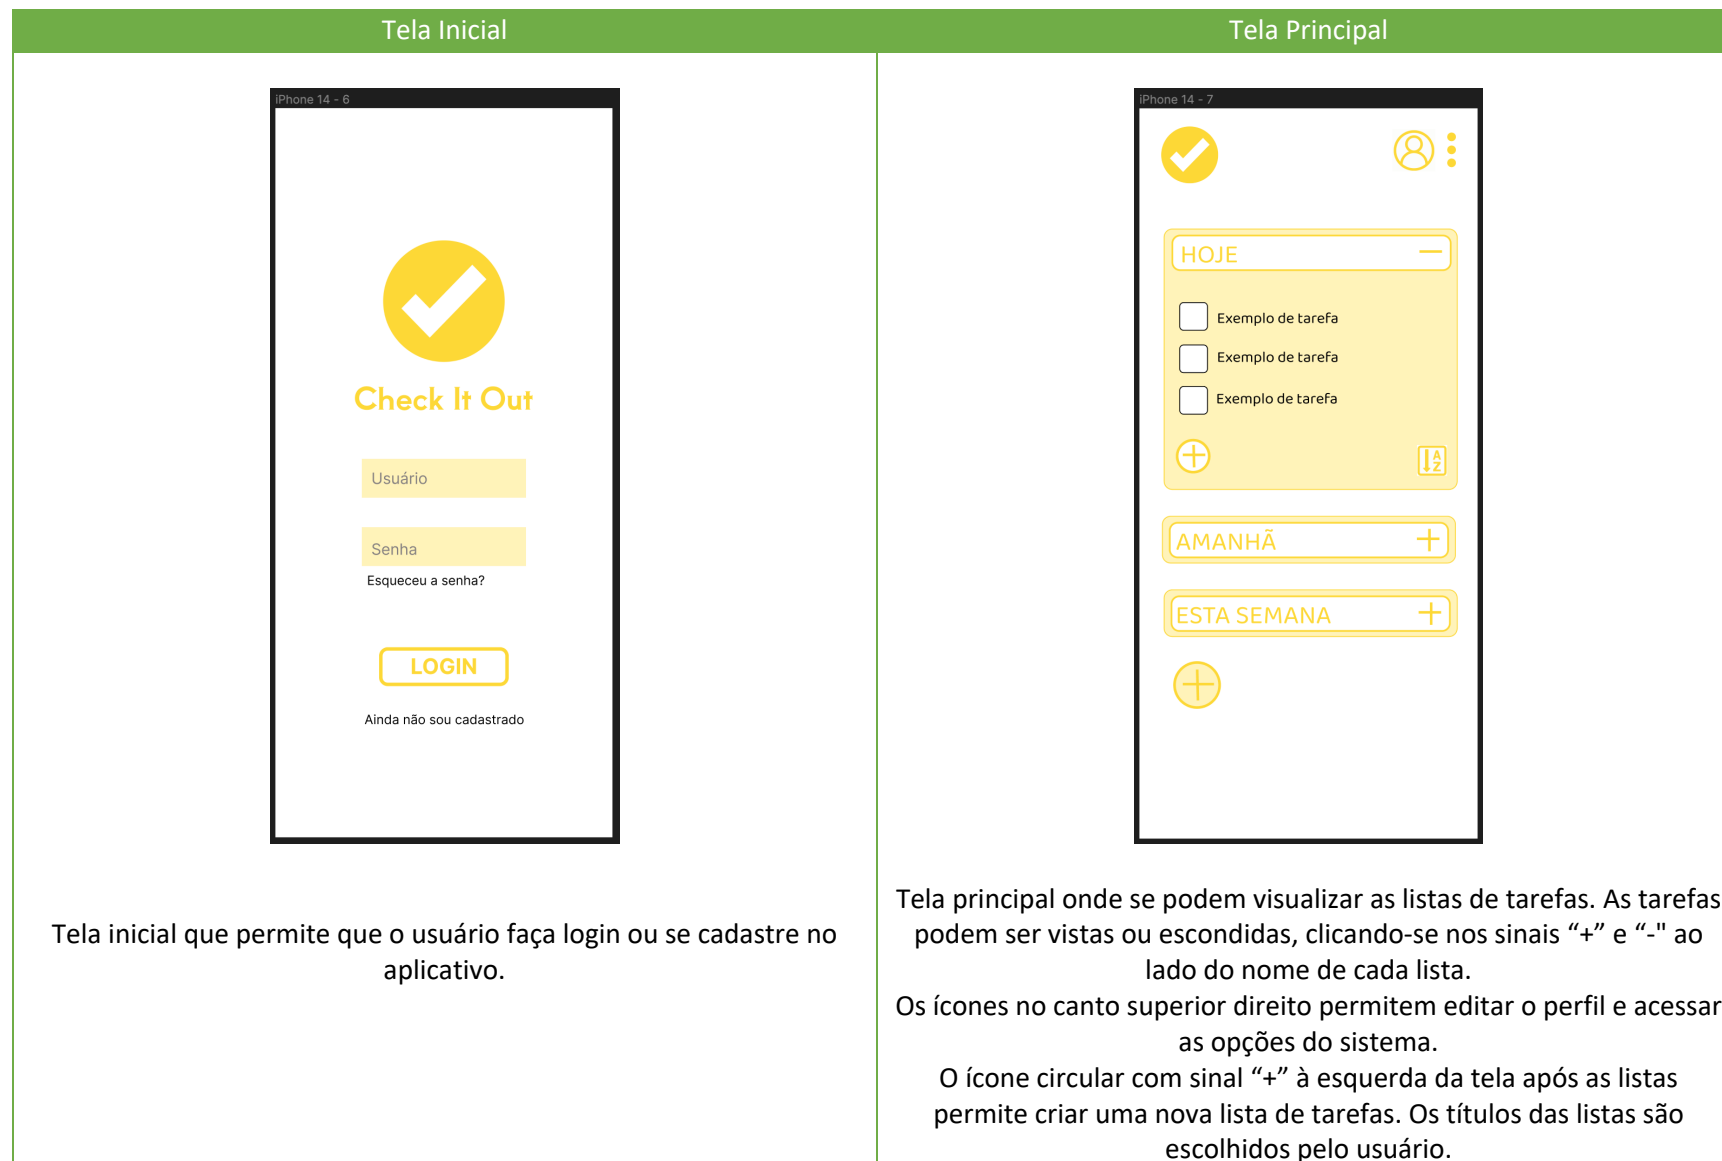 Tela Inicial
Tela Principal
iPhone 14 - 6
Check It Out
Usuário
Senha
Esqueceu a senha?
LOGIN
Ainda não sou cadastrado
Tela inicial que permite que o usuário faça login ou se cadastre no
aplicativo.
iPhone 14 - 7
HOJE
Exemplo de tarefa
Exemplo de tarefa
Exemplo de tarefa
A
Z
AMANHÃ
ESTA SEMANA
Tela principal onde se podem visualizar as listas de tarefas. As tarefas
podem ser vistas ou escondidas, clicando-se nos sinais “+” e “-" ao
lado do nome de cada lista.
Os ícones no canto superior direito permitem editar o perfil e acessar
as opções do sistema.
O ícone circular com sinal “+” à esquerda da tela após as listas
permite criar uma nova lista de tarefas. Os títulos das listas são
escolhidos pelo usuário.